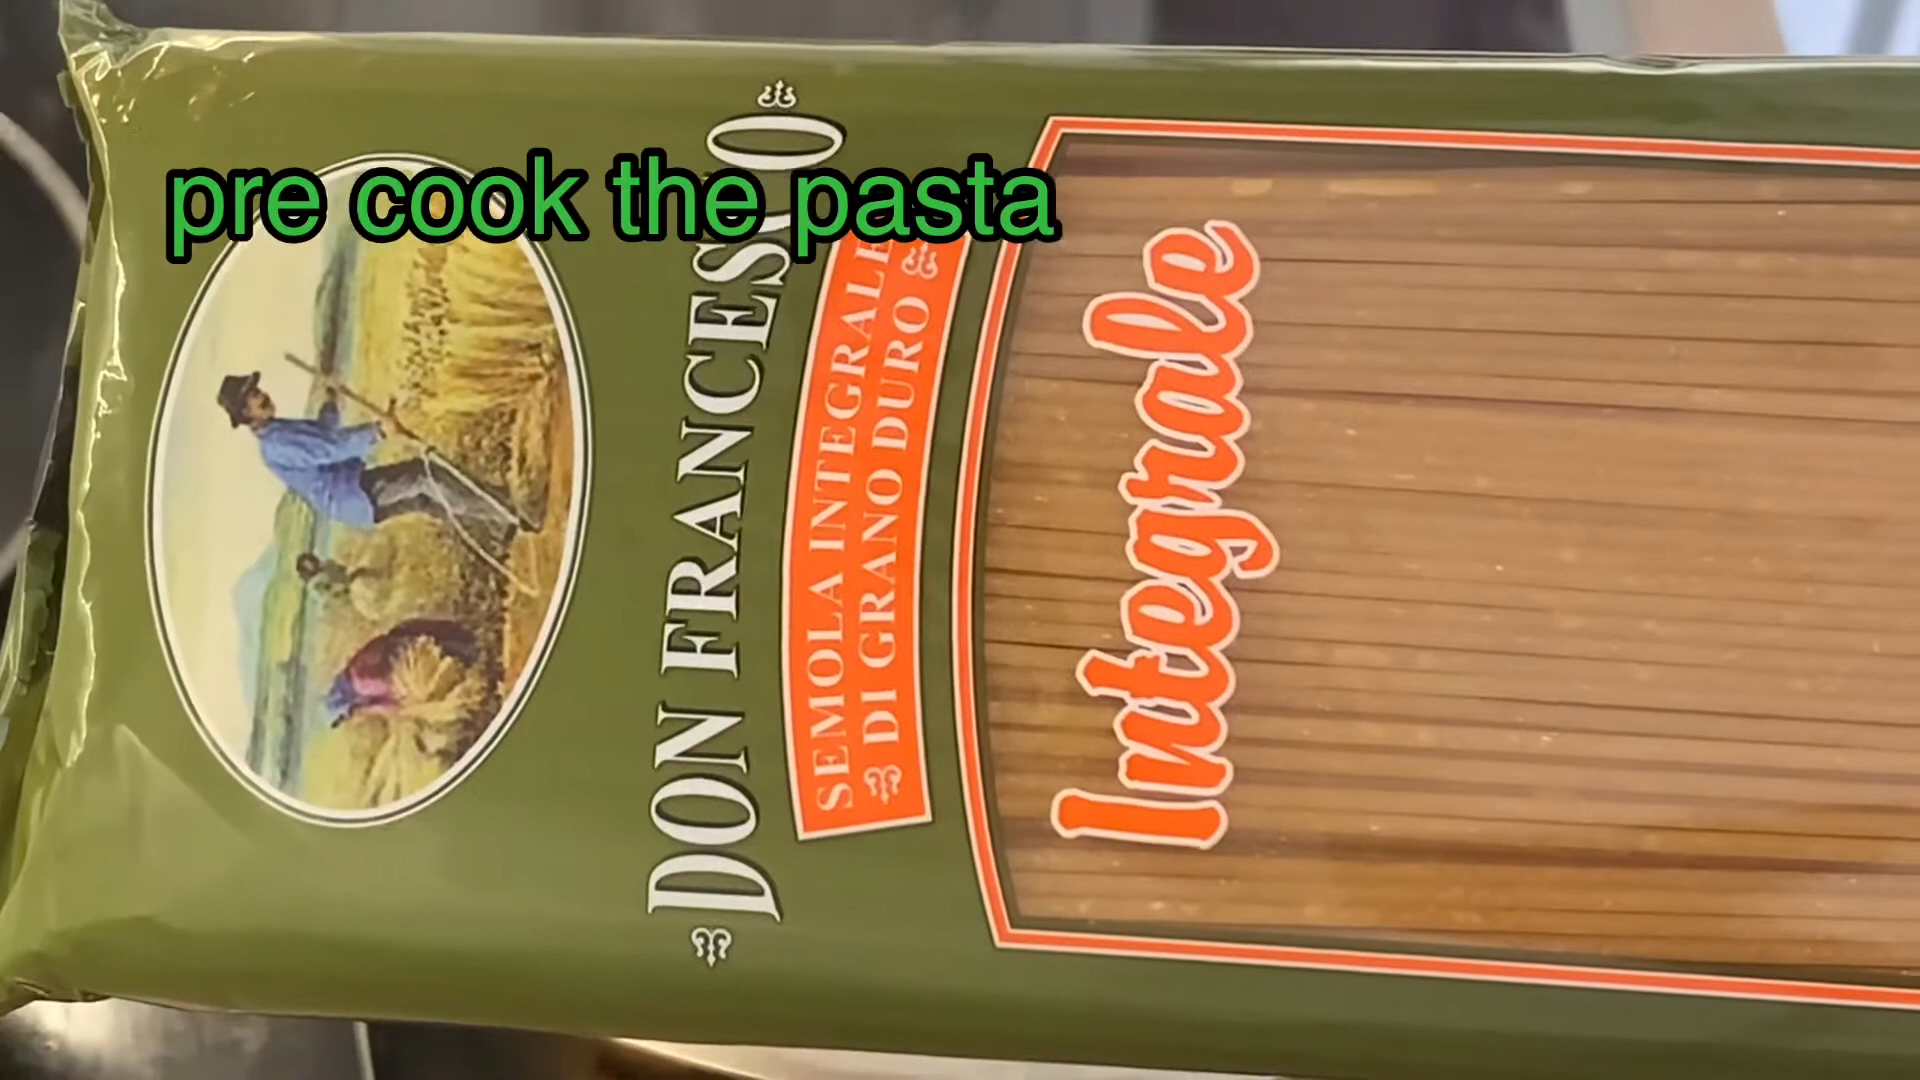 pre cook the pasta
DON FRANCESCO
SEMOLA INTEGRALE
DI GRANO DURO
Integrale